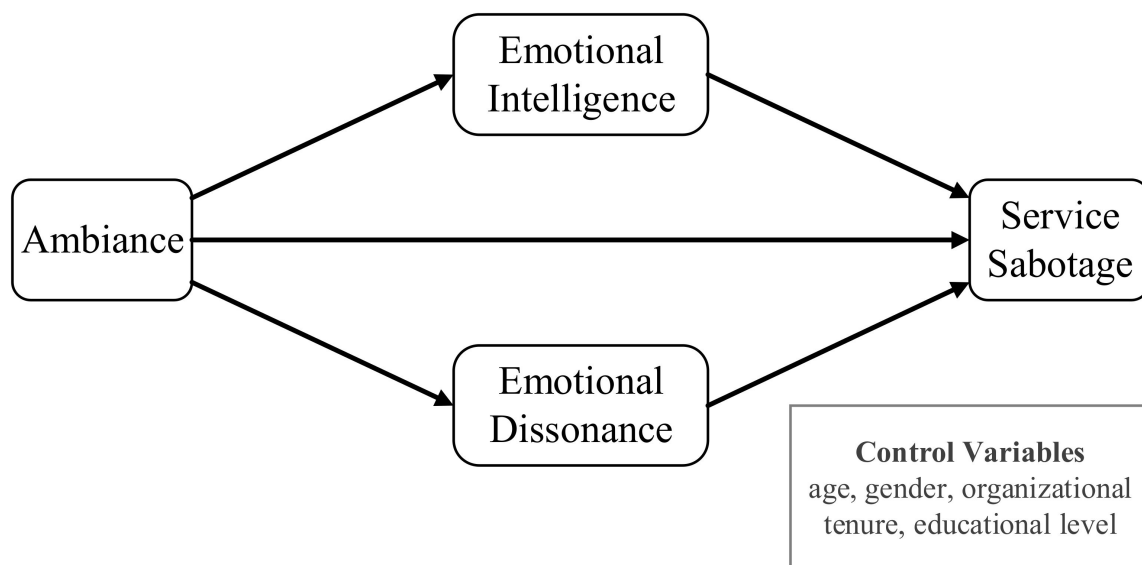 Emotional
Intelligence
Ambiance
Service
Sabotage
Emotional
Dissonance
Control Variables
age, gender, organizational
tenure, educational level